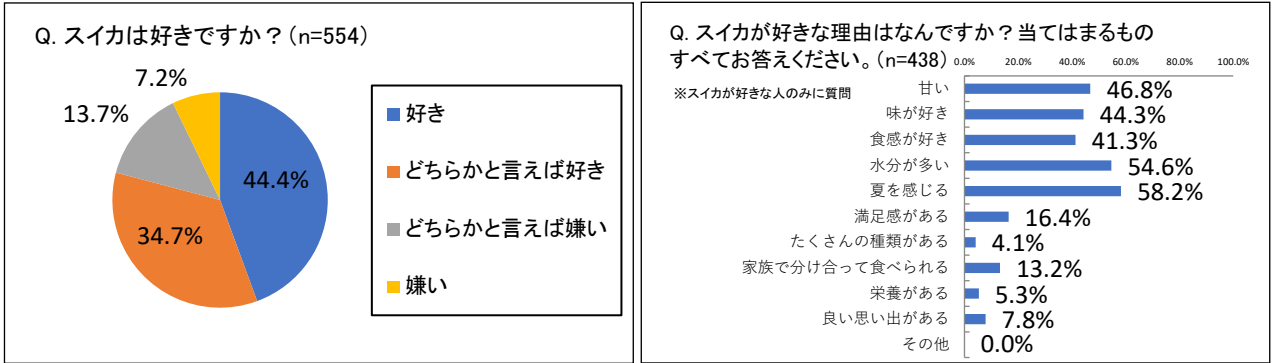 Q. スイカは好きですか？(n=554)
7.2%
13.7%
44.4%
34.7%
好き
どちらかと言えば好き
どちらかと言えば嫌い
嫌い
Q. スイカが好きな理由はなんですか？当てはまるもの
すべてお答えください。(n=438)
※スイカが好きな人のみに質問
0.0% 20.0% 40.0% 60.0% 80.0% 100.0%
甘い 46.8%
味が好き 44.3%
食感が好き 41.3%
水分が多い 54.6%
夏を感じる 58.2%
満足感がある 16.4%
たくさんの種類がある 4.1%
家族で分け合って食べられる 13.2%
栄養がある 5.3%
良い思い出がある 7.8%
その他 0.0%